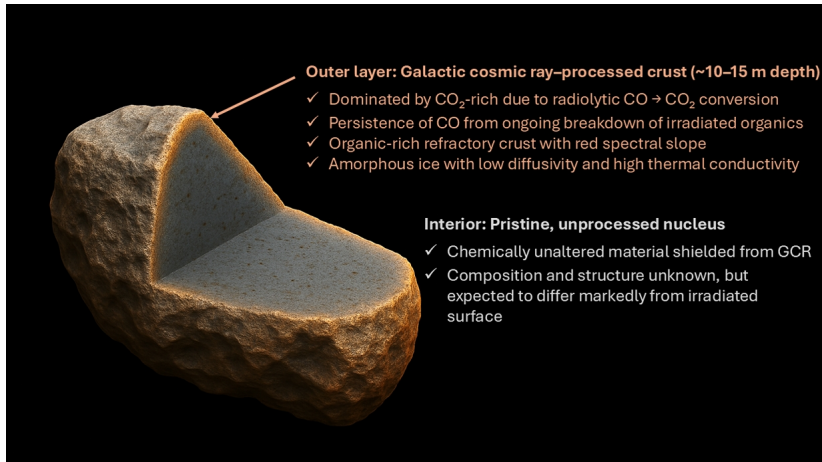 Outer layer: Galactic cosmic ray–processed crust (~10–15 m depth)
✓ Dominated by CO₂-rich due to radiolytic CO → CO₂ conversion
✓ Persistence of CO from ongoing breakdown of irradiated organics
✓ Organic-rich refractory crust with red spectral slope
✓ Amorphous ice with low diffusivity and high thermal conductivity
Interior: Pristine, unprocessed nucleus
✓ Chemically unaltered material shielded from GCR
✓ Composition and structure unknown, but
expected to differ markedly from irradiated
surface